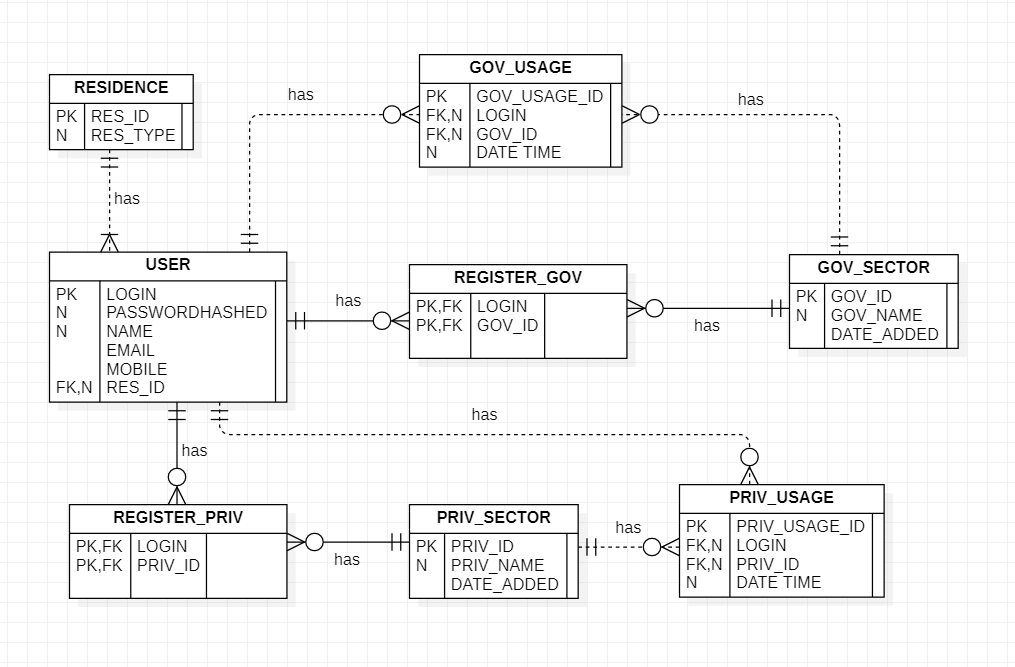 GOV_USAGE
PK GOV_USAGE_ID
FK,N LOGIN
FK,N GOV_ID
N DATE TIME
RESIDENCE
PK RES_ID
N RES_TYPE
has
has
has
USER
PK LOGIN
N PASSWORDHASHED
N NAME
EMAIL
MOBILE
FK,N RES_ID
has
REGISTER_GOV
PK,FK LOGIN
PK,FK GOV_ID
has
GOV_SECTOR
PK GOV_ID
N GOV_NAME
DATE_ADDED
has
has
REGISTER_PRIV
PK,FK LOGIN
PK,FK PRIV_ID
has
PRIV_SECTOR
PK PRIV_ID
N PRIV_NAME
DATE_ADDED
has
PRIV_USAGE
PK PRIV_USAGE_ID
FK,N LOGIN
FK,N PRIV_ID
N DATE TIME